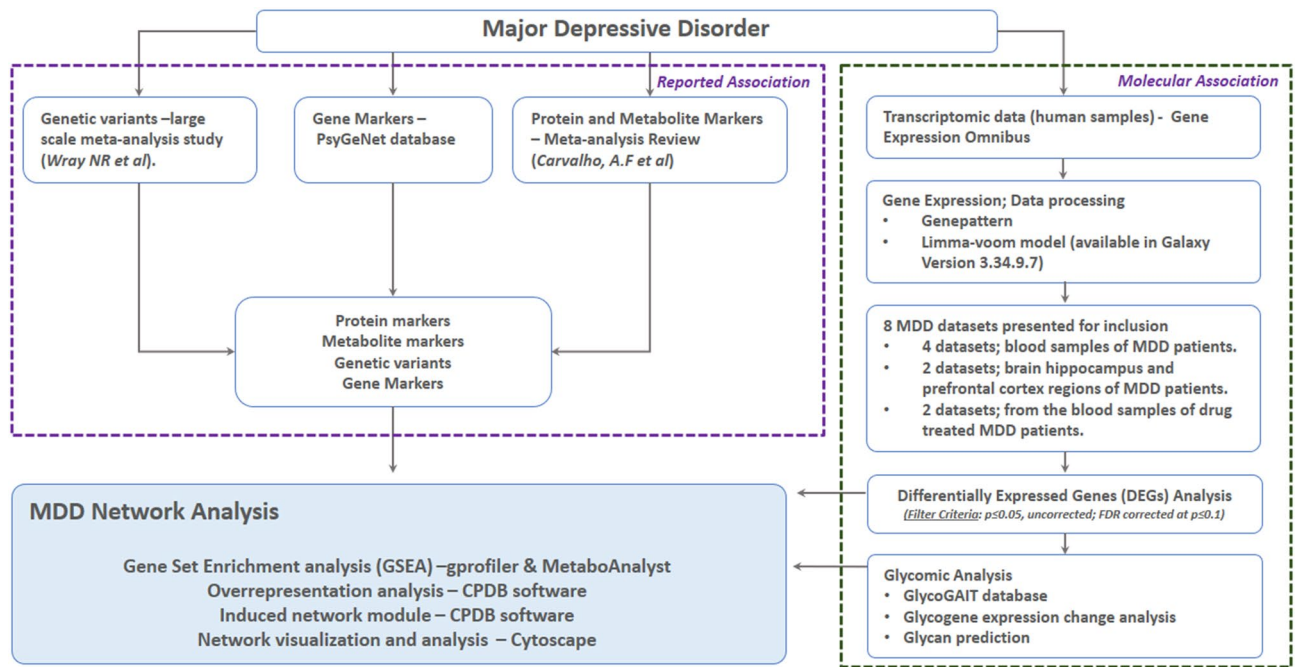 Major Depressive Disorder
Reported Association
Genetic variants –large
scale meta-analysis study
(Wray NR et al).
Gene Markers –
PsyGeNet database
Protein and Metabolite Markers
– Meta-analysis Review
(Carvalho, A.F et al)
Protein markers
Metabolite markers
Genetic variants
Gene Markers
Molecular Association
Transcriptomic data (human samples) - Gene
Expression Omnibus
Gene Expression; Data processing
• Genepattern
• Limma-voom model (available in Galaxy
Version 3.34.9.7)
8 MDD datasets presented for inclusion
• 4 datasets; blood samples of MDD patients.
• 2 datasets; brain hippocampus and
prefrontal cortex regions of MDD patients.
• 2 datasets; from the blood samples of drug
treated MDD patients.
Differentially Expressed Genes (DEGs) Analysis
(Filter Criteria: p≤0.05, uncorrected; FDR corrected at p≤0.1)
Glycomic Analysis
• GlycoGAIT database
• Glycogene expression change analysis
• Glycan prediction
MDD Network Analysis
Gene Set Enrichment analysis (GSEA) –gprofiler & MetaboAnalyst
Overrepresentation analysis – CPDB software
Induced network module – CPDB software
Network visualization and analysis – Cytoscape